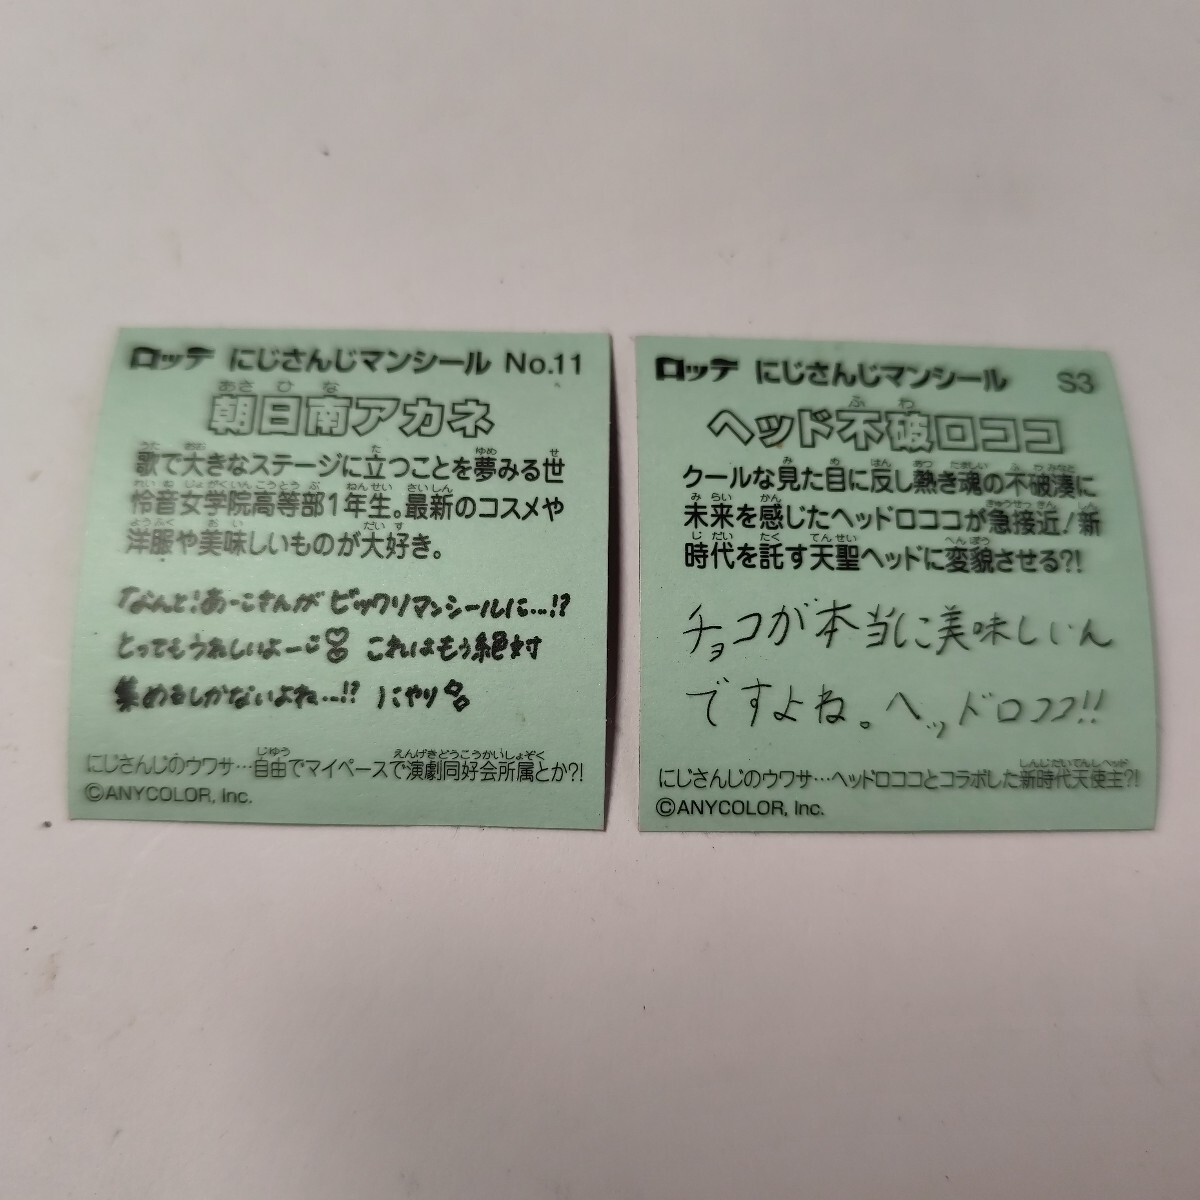 ロッテ にじさんじマンシール No.11
あさひな
朝日南アカネ
歌で大きなステージに立つことを夢みる世
怜音女学院高等部1年生。最新のコスメや
洋服や美味しいものが大好き。
なんと!あーこさんが ビックリマンシールに…!?
とってもうれしいよー♡ これはもう絶対
集めるしかないよね…!? にやり
にじさんじのウワサ…自由でマイペースで演劇同好会所属とか?!
©ANYCOLOR, Inc.
ロッテ にじさんじマンシール S3
ふわ
ヘッド不破ロココ
クールな見た目に反し熱き魂の不破湊に
未来を感じたヘッドロココが急接近!新
時代を託す天聖ヘッドに変貌させる?!
チョコが本当に美味しいん
ですよね。ヘッドロココ!!
にじさんじのウワサ…ヘッドロココとコラボした新時代天使主?!
©ANYCOLOR, Inc.